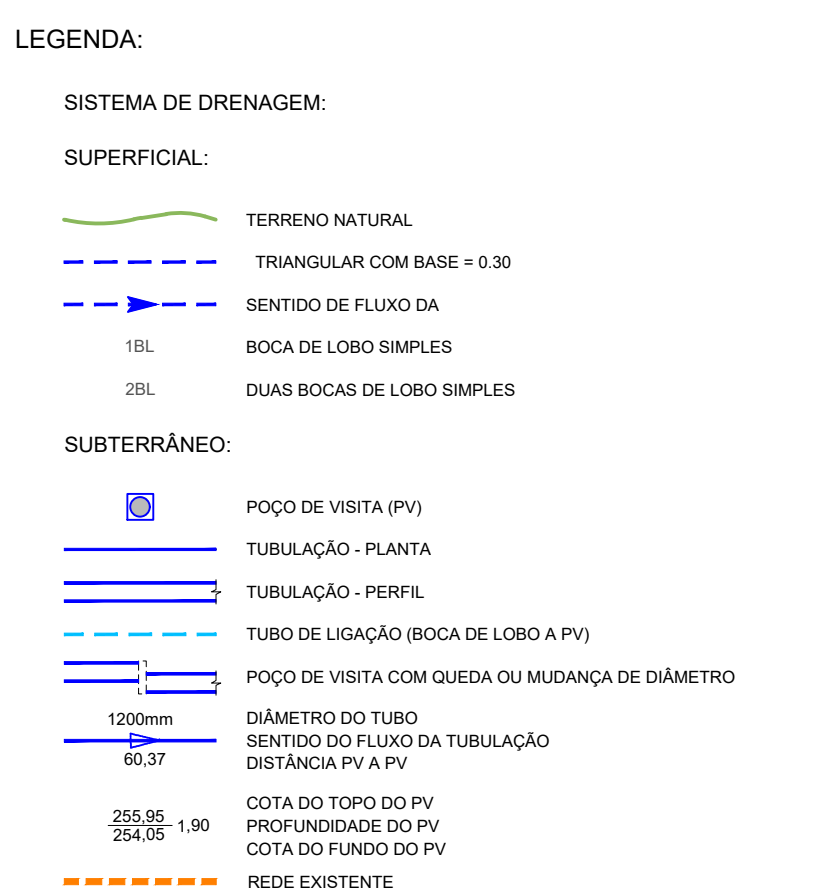 LEGENDA:
SISTEMA DE DRENAGEM:
SUPERFICIAL:
TERRENO NATURAL
TRIANGULAR COM BASE = 0.30
SENTIDO DE FLUXO DA
1BL BOCA DE LOBO SIMPLES
2BL DUAS BOCAS DE LOBO SIMPLES
SUBTERRÂNEO:
POÇO DE VISITA (PV)
TUBULAÇÃO - PLANTA
TUBULAÇÃO - PERFIL
TUBO DE LIGAÇÃO (BOCA DE LOBO A PV)
POÇO DE VISITA COM QUEDA OU MUDANÇA DE DIÂMETRO
1200mm DIÂMETRO DO TUBO
SENTIDO DO FLUXO DA TUBULAÇÃO
60,37 DISTÂNCIA PV A PV
255,95 COTA DO TOPO DO PV
1,90 PROFUNDIDADE DO PV
254,05 COTA DO FUNDO DO PV
REDE EXISTENTE